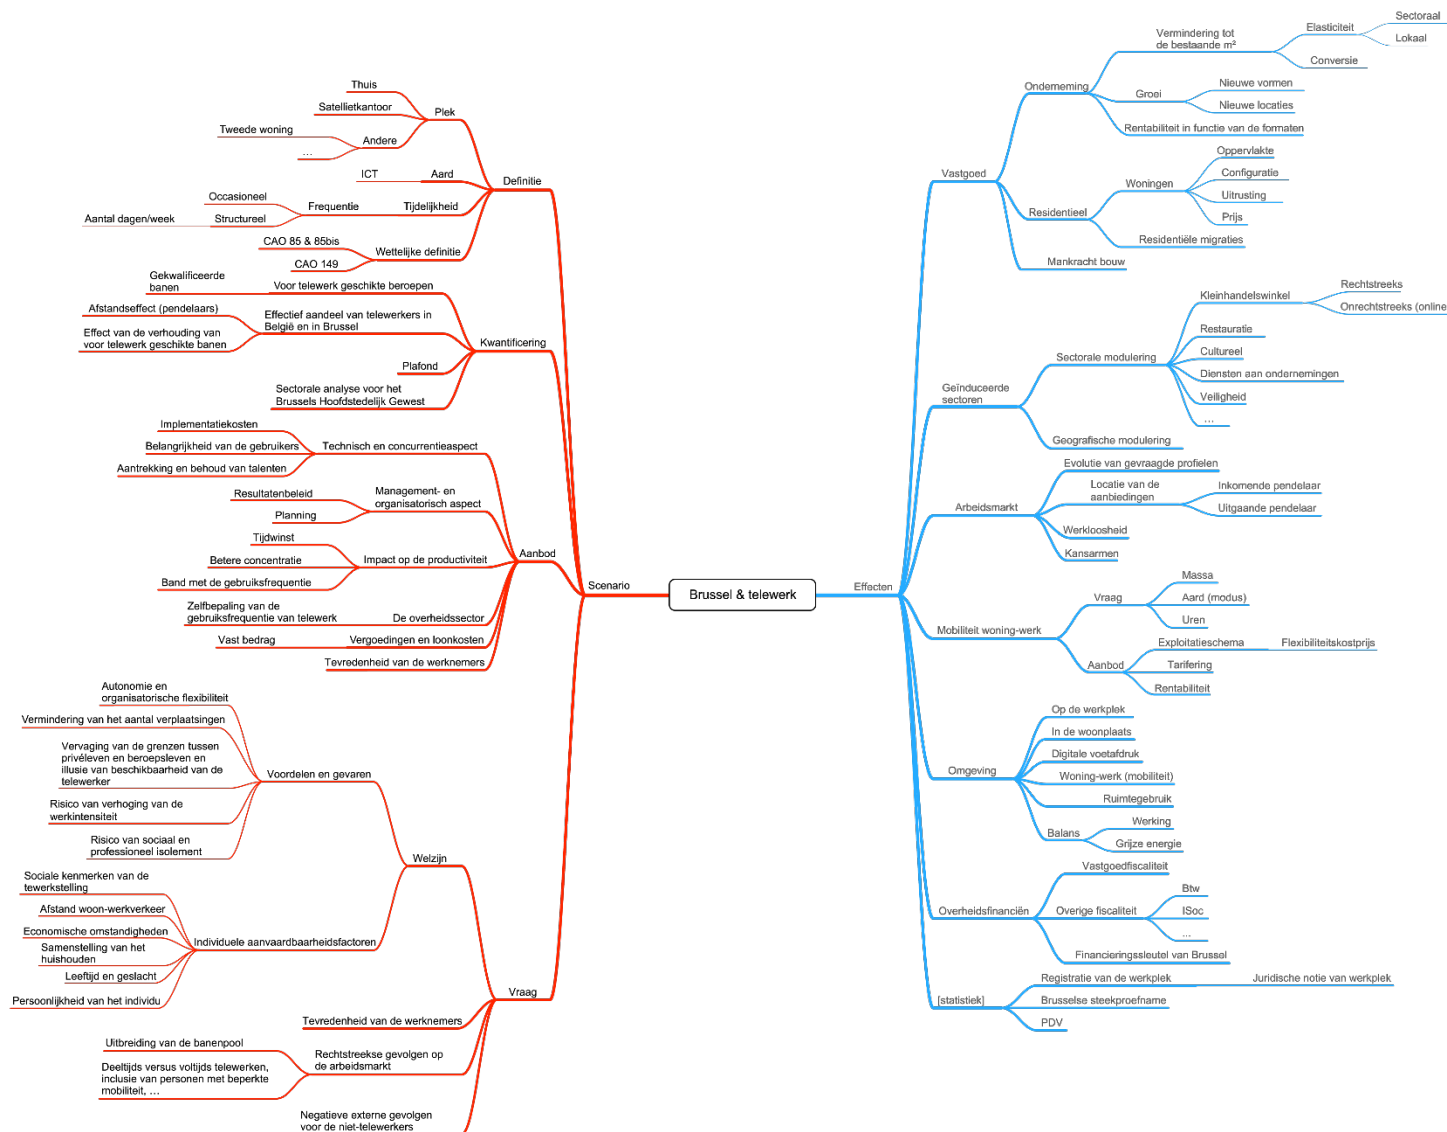 Brussel & telewerk
Scenario
Definitie
Plek
Thuis
Satellietkantoor
Andere
Tweede woning
...
Aard
ICT
Tijdelijkheid
Frequentie
Occasioneel
Structureel
Aantal dagen/week
Wettelijke definitie
CAO 85 & 85bis
CAO 149
Kwantificering
Voor telewerk geschikte beroepen
Gekwalificeerde
banen
Effectief aandeel van telewerkers in
België en in Brussel
Afstandseffect (pendelaars)
Effect van de verhouding van
voor telewerk geschikte banen
Plafond
Sectorale analyse voor het
Brussels Hoofdstedelijk Gewest
Aanbod
Technisch en concurrentieaspect
Implementatiekosten
Belangrijkheid van de gebruikers
Aantrekking en behoud van talenten
Management- en
organisatorisch aspect
Resultatenbeleid
Planning
Impact op de productiviteit
Tijdwinst
Betere concentratie
Band met de gebruiksfrequentie
De overheidssector
Zelfbepaling van de
gebruiksfrequentie van telewerk
Vergoedingen en loonkosten
Vast bedrag
Tevredenheid van de werknemers
Vraag
Welzijn
Voordelen en gevaren
Autonomie en
organisatorische flexibiliteit
Vermindering van het aantal verplaatsingen
Vervaging van de grenzen tussen
privéleven en beroepsleven en
illusie van beschikbaarheid van de
telewerker
Risico van verhoging van de
werkintensiteit
Risico van sociaal en
professioneel isolement
Individuele aanvaardbaarheidsfactoren
Sociale kenmerken van de
tewerkstelling
Afstand woon-werkverkeer
Economische omstandigheden
Samenstelling van het
huishouden
Leeftijd en geslacht
Persoonlijkheid van het individu
Tevredenheid van de werknemers
Rechtstreekse gevolgen op
de arbeidsmarkt
Uitbreiding van de banenpool
Deeltijds versus voltijds telewerken,
inclusie van personen met beperkte
mobiliteit, ...
Negatieve externe gevolgen
voor de niet-telewerkers
Effecten
Vastgoed
Onderneming
Vermindering tot
de bestaande m²
Elasticiteit
Sectoraal
Lokaal
Conversie
Groei
Nieuwe vormen
Nieuwe locaties
Rentabiliteit in functie van de formaten
Residentieel
Woningen
Oppervlakte
Configuratie
Uitrusting
Prijs
Residentiële migraties
Mankracht bouw
Geïnduceerde
sectoren
Sectorale modulering
Kleinhandelswinkel
Rechtstreeks
Onrechtstreeks (online
Restauratie
Cultureel
Diensten aan ondernemingen
Veiligheid
...
Geografische modulering
Arbeidsmarkt
Evolutie van gevraagde profielen
Locatie van de
aanbiedingen
Inkomende pendelaar
Uitgaande pendelaar
Werkloosheid
Kansarmen
Mobiliteit woning-werk
Vraag
Massa
Aard (modus)
Uren
Aanbod
Exploitatieschema
Flexibiliteitskostprijs
Tarifering
Rentabiliteit
Omgeving
Op de werkplek
In de woonplaats
Digitale voetafdruk
Woning-werk (mobiliteit)
Ruimtegebruik
Balans
Werking
Grijze energie
Overheidsfinanciën
Vastgoedfiscaliteit
Overige fiscaliteit
Btw
ISoc
...
Financieringssleutel van Brussel
[statistiek]
Registratie van de werkplek
Juridische notie van werkplek
Brusselse steekproefname
PDV